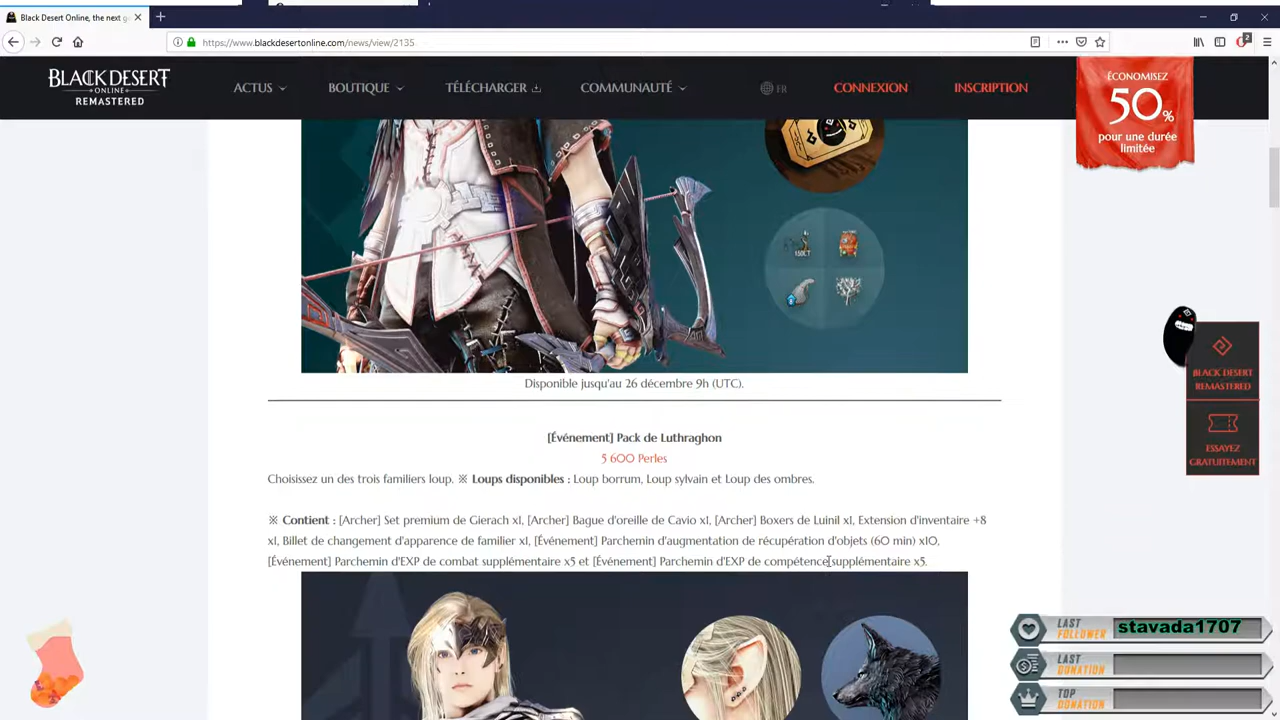 Black Desert Online, the next g
https://www.blackdesertonline.com/news/view/2135
2
BLACK DESERT
ONLINE
REMASTERED
ACTUS
BOUTIQUE
TÉLÉCHARGER
COMMUNAUTÉ
FR
CONNEXION
INSCRIPTION
ÉCONOMISEZ
50%
pour une durée
limitée
150LT
Disponible jusqu'au 26 décembre 9h (UTC).
[Événement] Pack de Luthraghon
5 600 Perles
Choisissez un des trois familiers loup. ※ Loups disponibles : Loup borrum, Loup sylvain et Loup des ombres.
※ Contient : [Archer] Set premium de Gierach x1, [Archer] Bague d'oreille de Cavio x1, [Archer] Boxers de Luinil x1, Extension d'inventaire +8
x1, Billet de changement d'apparence de familier x1, [Événement] Parchemin d'augmentation de récupération d'objets (60 min) x10,
[Événement] Parchemin d'EXP de combat supplémentaire x5 et [Événement] Parchemin d'EXP de compétence supplémentaire x5.
BLACK DESERT
REMASTERED
ESSAYEZ
GRATUITEMENT
LAST
FOLLOWER
stavada1707
LAST
DONATION
TOP
DONATION